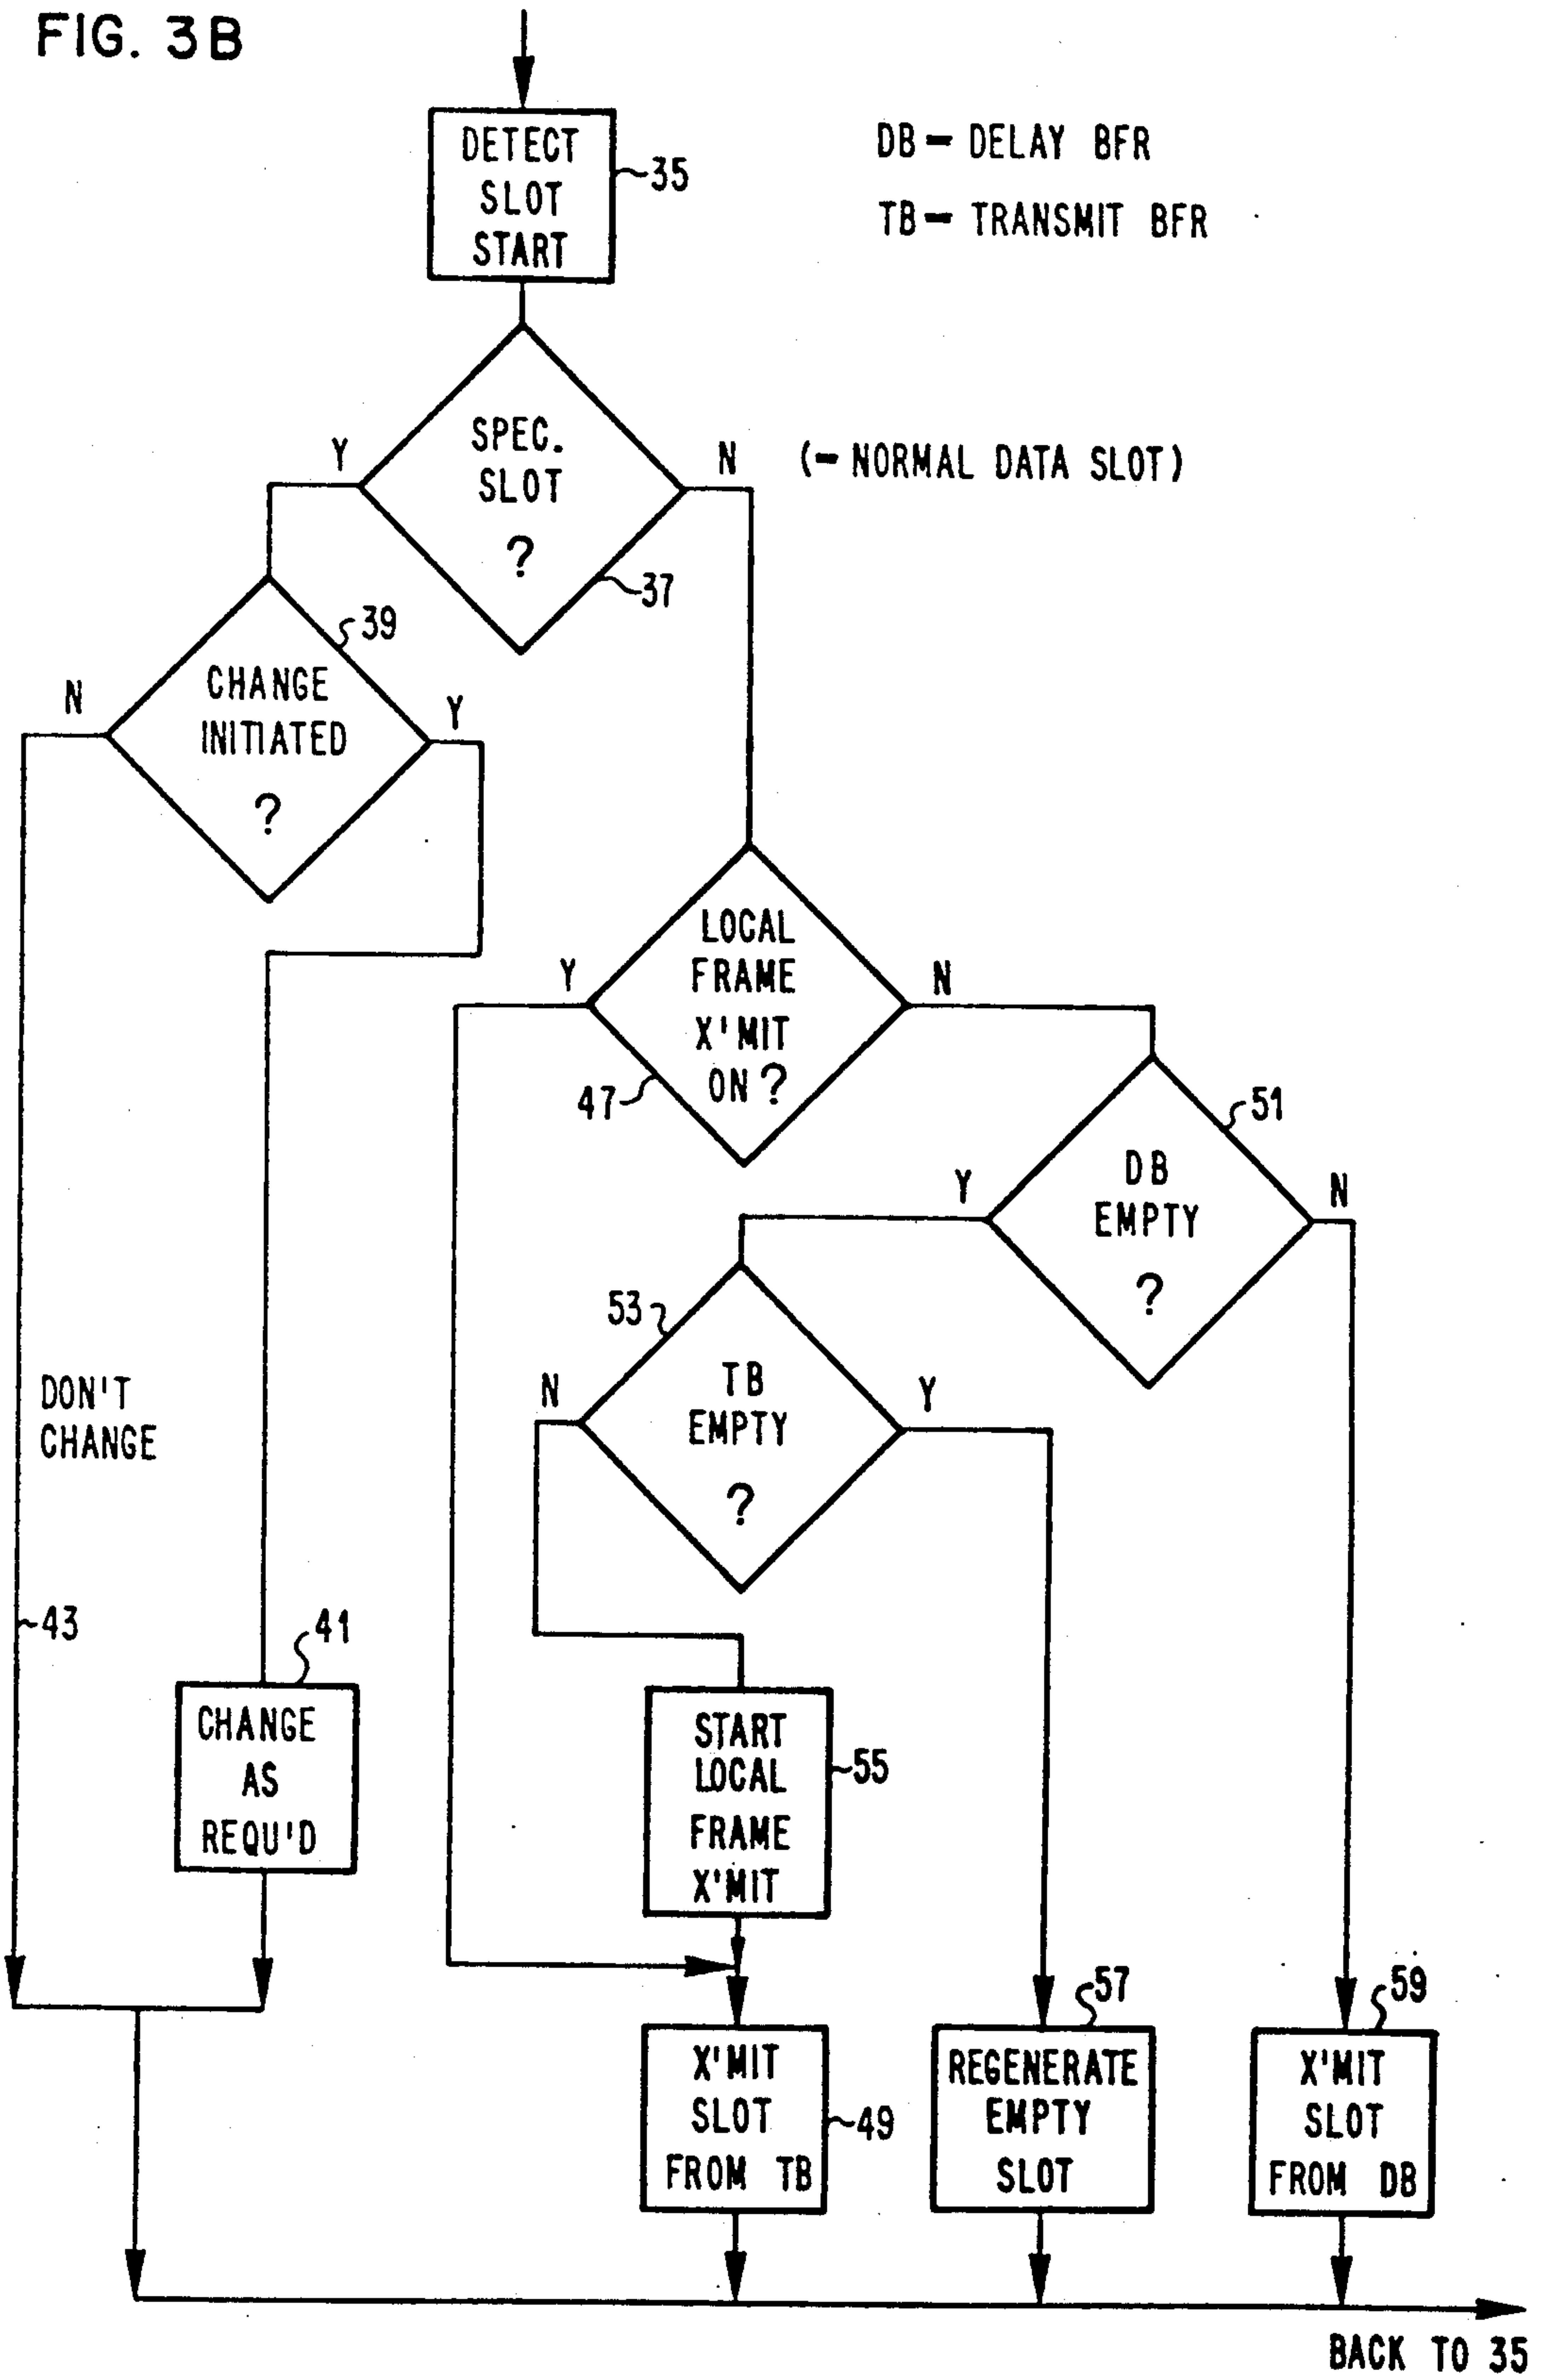 FIG. 3B
DETECT
SLOT
START
35
DB = DELAY BFR
TB = TRANSMIT BFR
SPEC.
SLOT
?
Y
N
(= NORMAL DATA SLOT)
37
39
CHANGE
INITIATED
?
N
Y
LOCAL
FRAME
X'MIT
ON ?
Y
N
47
51
DB
EMPTY
?
Y
N
53
TB
EMPTY
?
N
Y
DON'T
CHANGE
43
41
CHANGE
AS
REQU'D
START
LOCAL
FRAME
X'MIT
55
X'MIT
SLOT
FROM TB
49
57
REGENERATE
EMPTY
SLOT
59
X'MIT
SLOT
FROM DB
BACK TO 35